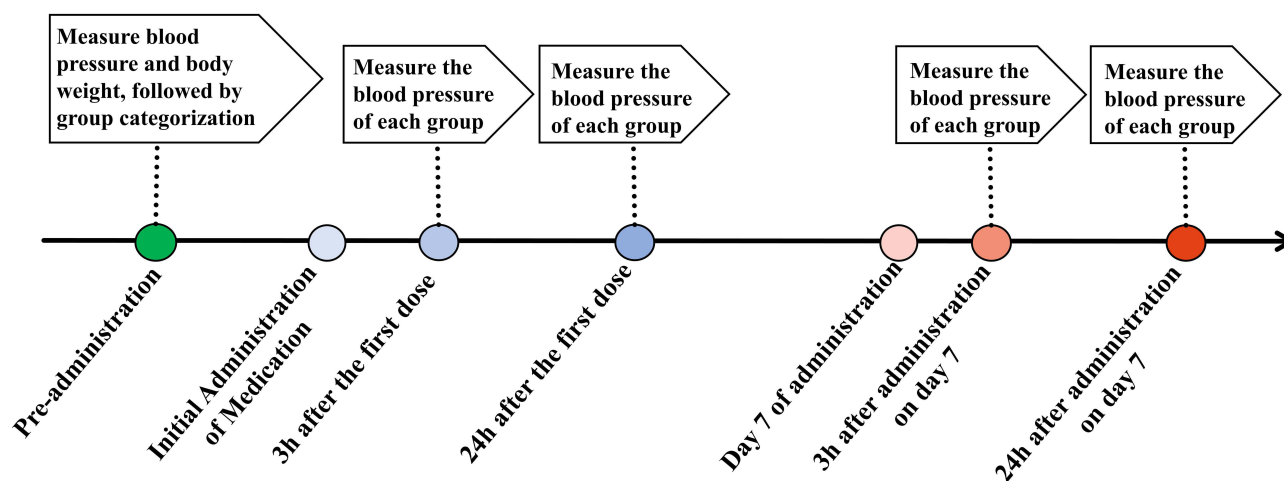 Measure blood
pressure and body
weight, followed by
group categorization
Measure the
blood pressure
of each group
Measure the
blood pressure
of each group
Measure the
blood pressure
of each group
Measure the
blood pressure
of each group
Pre-administration
Initial Administration
of Medication
3h after the first dose
24h after the first dose
Day 7 of administration
3h after administration
on day 7
24h after administration
on day 7